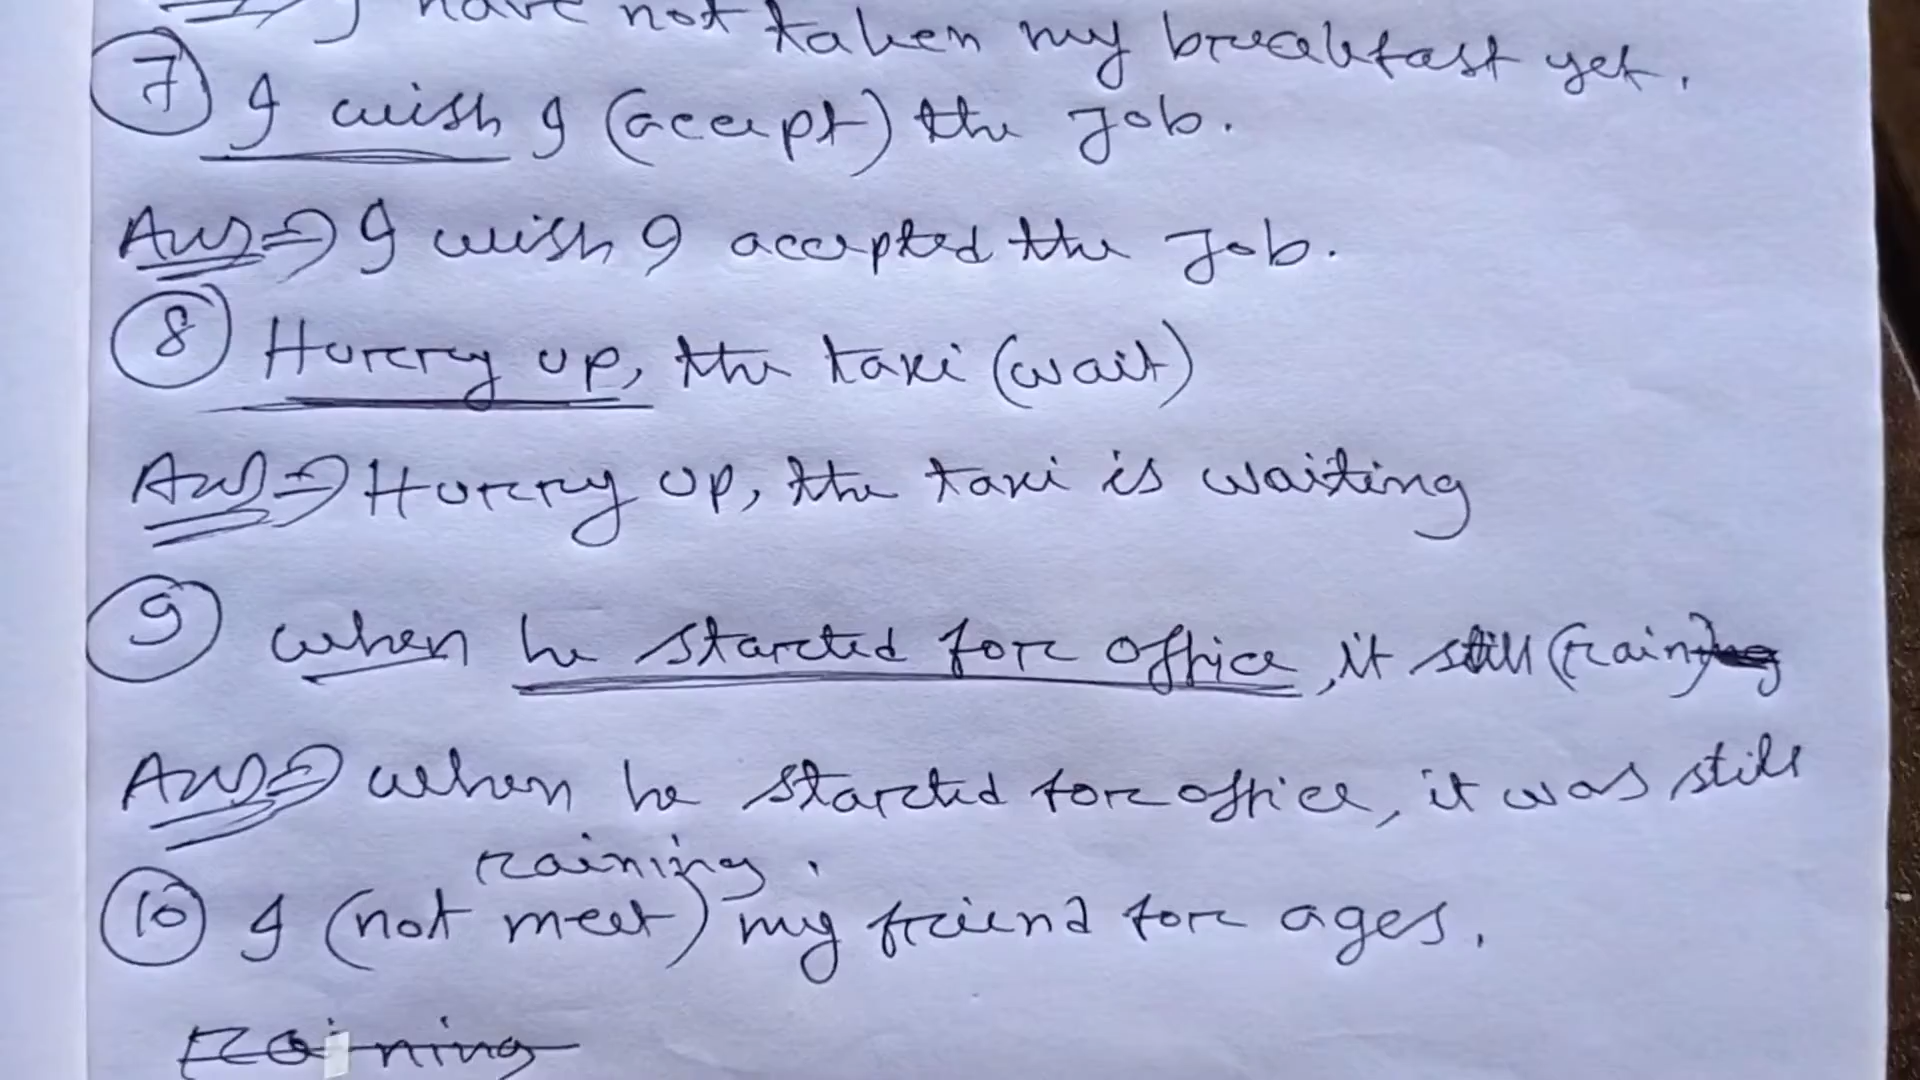 I have not taken my breakfast yet.
7 I wish I (accept) the Job.
Ans⇒ I wish I accepted the Job.
8 Hurry up, the taxi (wait)
Ans⇒ Hurry up, the taxi is waiting
9 when he started for office, it still (rain)
Ans⇒ when he started for office, it was still
raining.
10 I (not meet) my friend for ages.
raining